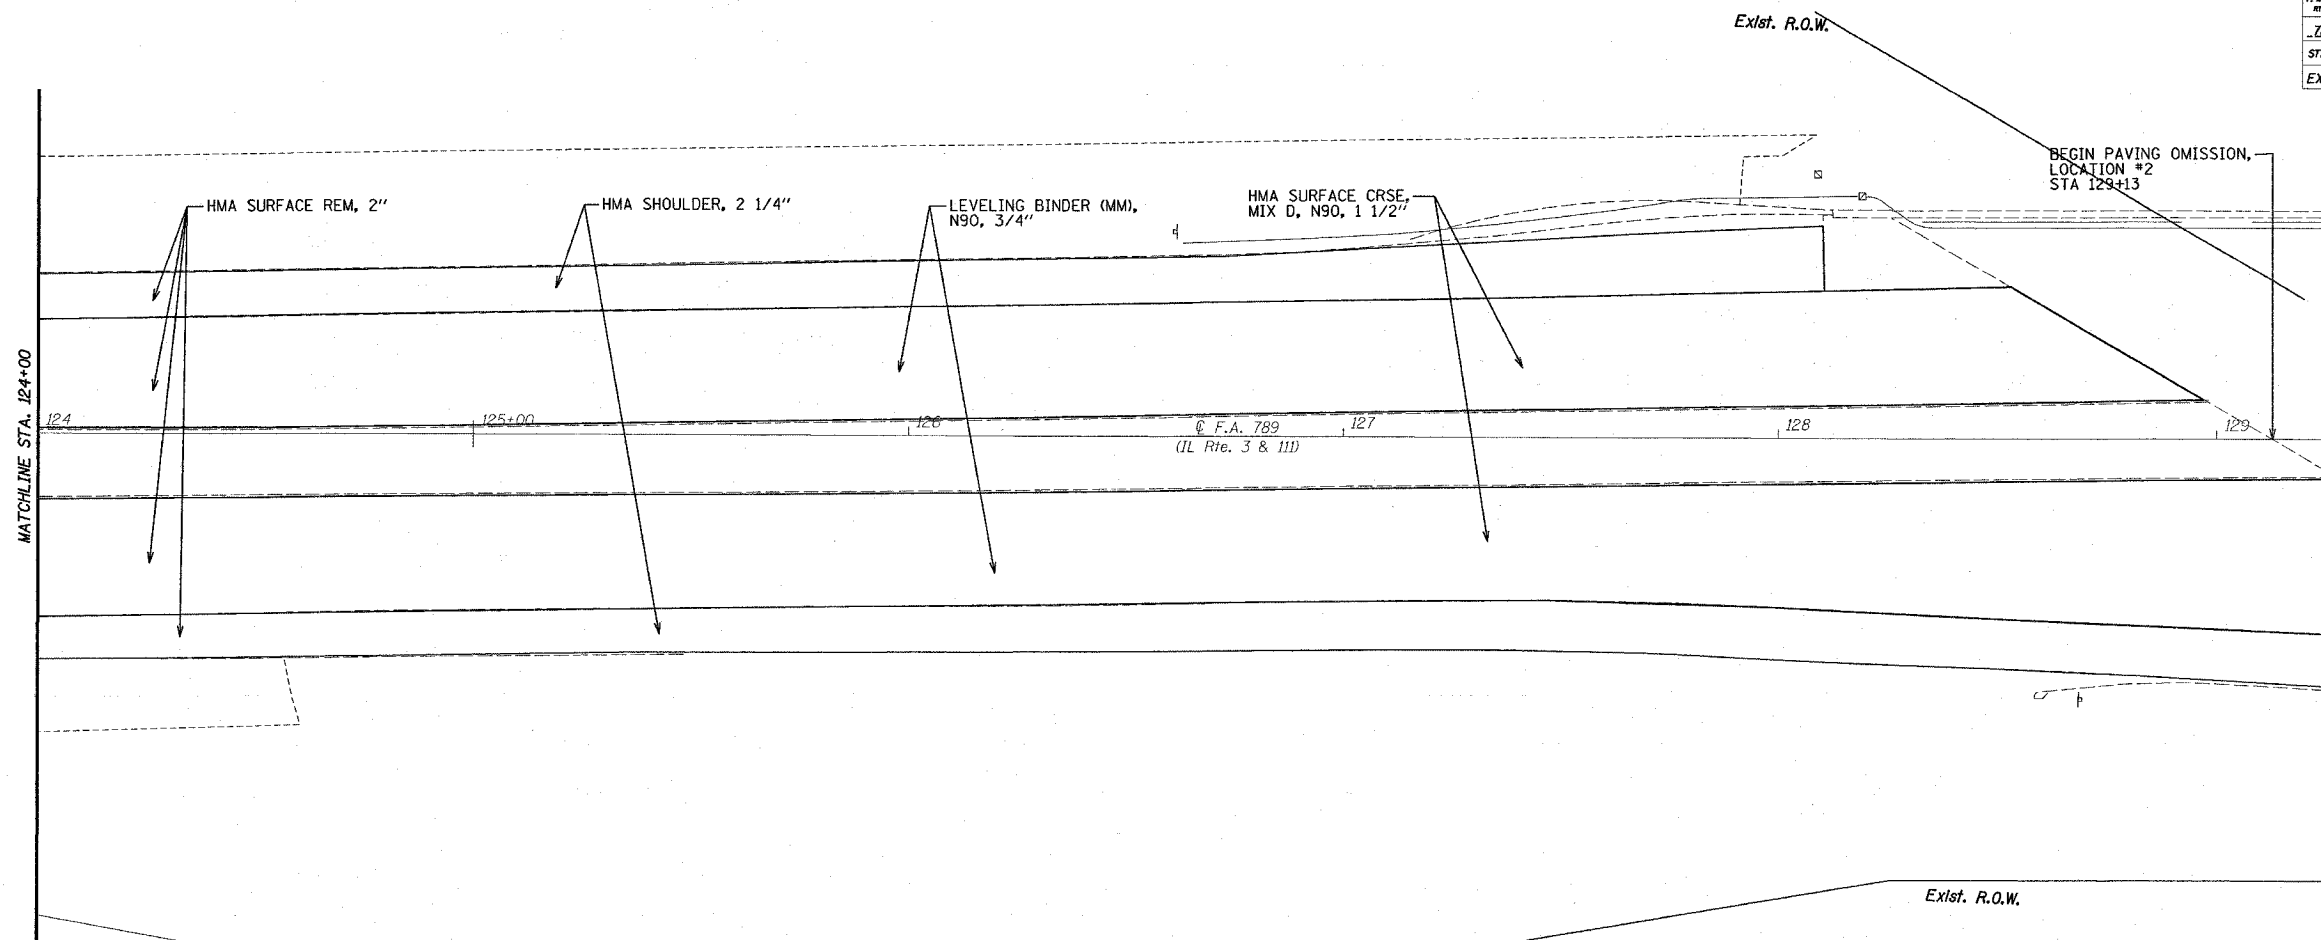 Exist. R.O.W.
BEGIN PAVING OMISSION,
LOCATION #2
STA 129+13
HMA SURFACE REM, 2"
HMA SHOULDER, 2 1/4"
LEVELING BINDER (MM),
N90, 3/4"
HMA SURFACE CRSE,
MIX D, N90, 1 1/2"
MATCHLINE STA. 124+00
124
125+00
126
℄ F.A. 789
(IL Rte. 3 & 111)
127
128
129
Exist. R.O.W.